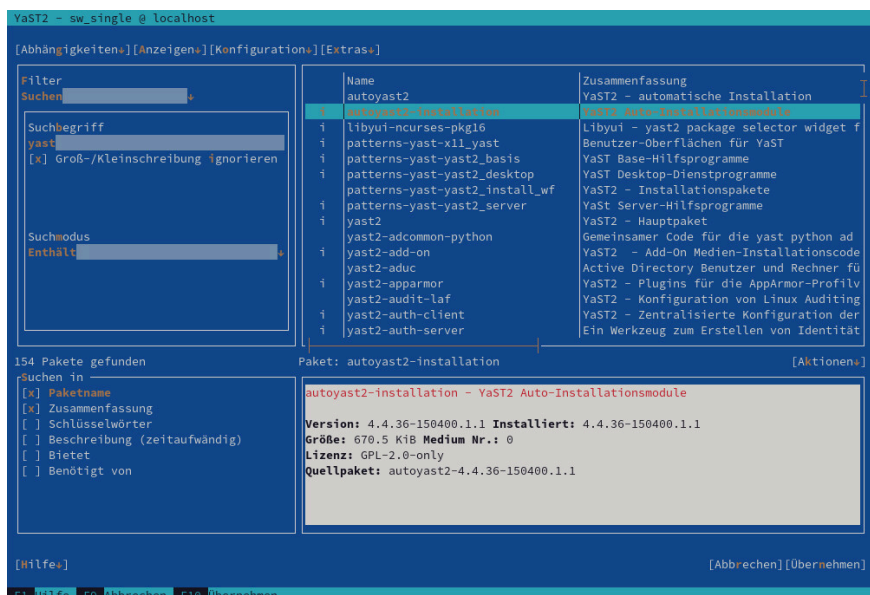 YaST2 - sw_single @ localhost
[Abhängigkeiten↓][Anzeigen↓][Konfiguration↓][Extras↓]
Filter
Suchen ↓
Suchbegriff
yast
[x] Groß-/Kleinschreibung ignorieren
Suchmodus
Enthält ↓
Name Zusammenfassung
autoyast2 YaST2 - automatische Installation
i autoyast2-installation YaST2 Auto-Installationsmodule
i libyui-ncurses-pkg16 Libyui - yast2 package selector widget f
i patterns-yast-x11_yast Benutzer-Oberflächen für YaST
i patterns-yast-yast2_basis YaST Base-Hilfsprogramme
i patterns-yast-yast2_desktop YaST Desktop-Dienstprogramme
patterns-yast-yast2_install_wf YaST2 - Installationspakete
i patterns-yast-yast2_server YaSt Server-Hilfsprogramme
i yast2 YaST2 - Hauptpaket
yast2-adcommon-python Gemeinsamer Code für die yast python ad
i yast2-add-on YaST2  - Add-On Medien-Installationscode
yast2-aduc Active Directory Benutzer und Rechner fü
i yast2-apparmor YaST2 - Plugins für die AppArmor-Profilv
yast2-audit-laf YaST2 - Konfiguration von Linux Auditing
i yast2-auth-client YaST2 - Zentralisierte Konfiguration der
i yast2-auth-server Ein Werkzeug zum Erstellen von Identität
154 Pakete gefunden
Paket: autoyast2-installation [Aktionen↓]
Suchen in
[x] Paketname
[x] Zusammenfassung
[ ] Schlüsselwörter
[ ] Beschreibung (zeitaufwändig)
[ ] Bietet
[ ] Benötigt von
autoyast2-installation - YaST2 Auto-Installationsmodule
Version: 4.4.36-150400.1.1 Installiert: 4.4.36-150400.1.1
Größe: 670.5 KiB Medium Nr.: 0
Lizenz: GPL-2.0-only
Quellpaket: autoyast2-4.4.36-150400.1.1
[Hilfe↓] [Abbrechen][Übernehmen]
F1 Hilfe F9 Abbrechen F10 Übernehmen